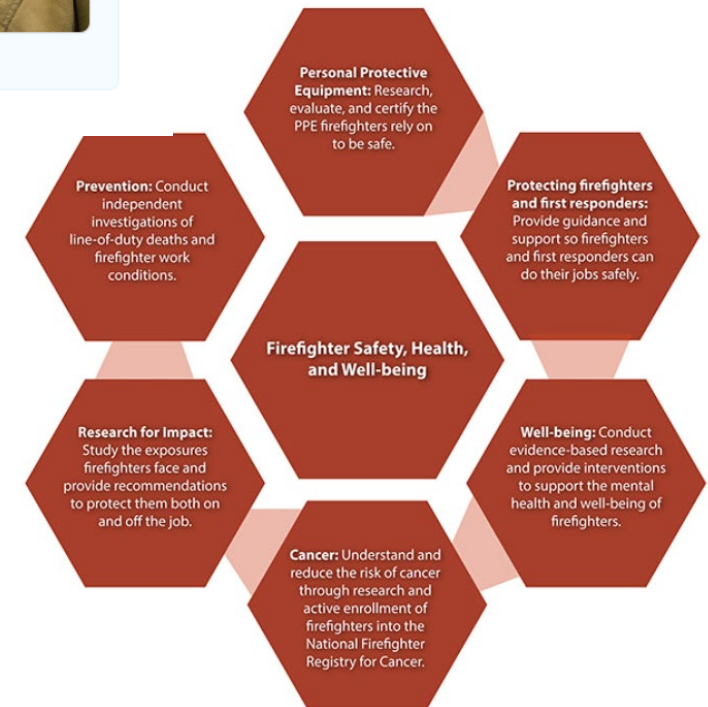 Personal Protective
Equipment: Research,
evaluate, and certify the
PPE firefighters rely on
to be safe.
Prevention: Conduct
independent
investigations of
line-of-duty deaths and
firefighter work
conditions.
Protecting firefighters
and first responders:
Provide guidance and
support so firefighters
and first responders can
do their jobs safely.
Firefighter Safety, Health,
and Well-being
Research for Impact:
Study the exposures
firefighters face and
provide recommendations
to protect them both on
and off the job.
Well-being: Conduct
evidence-based research
and provide interventions
to support the mental
health and well-being of
firefighters.
Cancer: Understand and
reduce the risk of cancer
through research and
active enrollment of
firefighters into the
National Firefighter
Registry for Cancer.